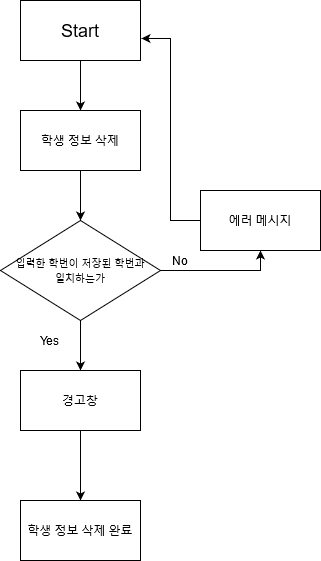 Start
학생 정보 삭제
에러 메시지
입력한 학번이 저장된 학번과
일치하는가
No
Yes
경고창
학생 정보 삭제 완료